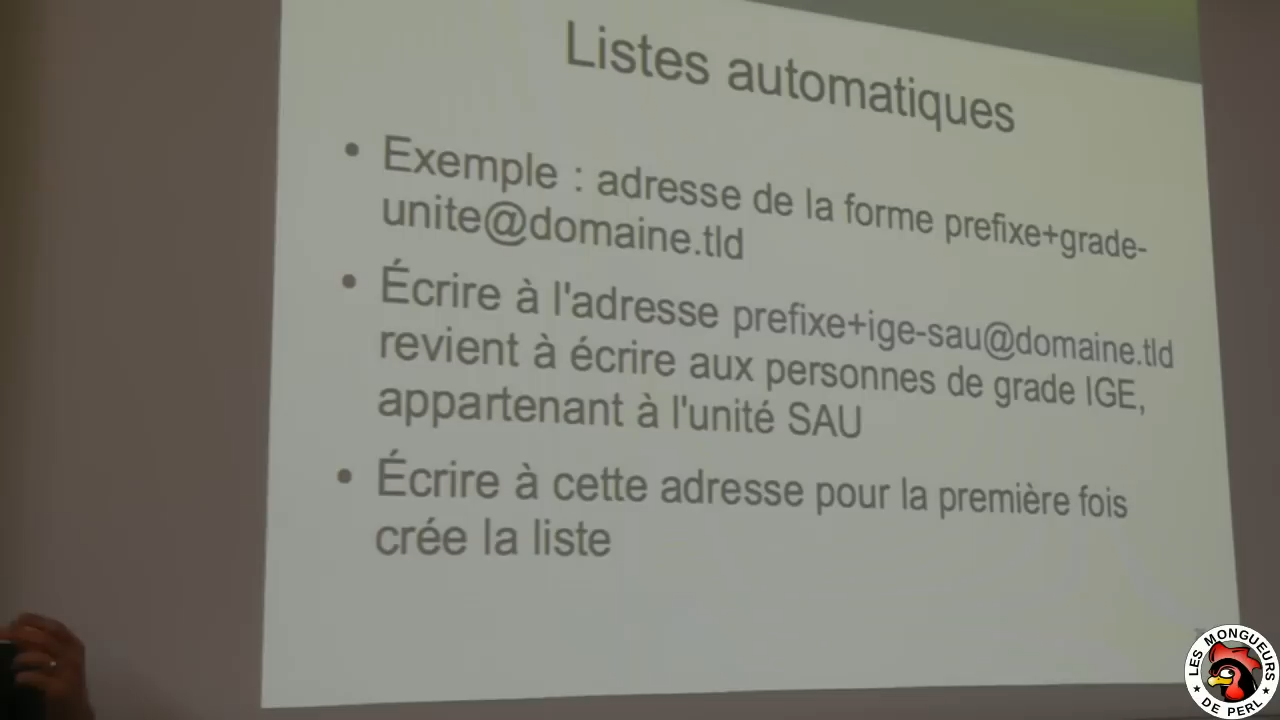 Listes automatiques
• Exemple : adresse de la forme prefixe+grade-
unite@domaine.tld
• Écrire à l'adresse prefixe+ige-sau@domaine.tld
revient à écrire aux personnes de grade IGE,
appartenant à l'unité SAU
• Écrire à cette adresse pour la première fois
crée la liste
LES MONGUEURS
★ DE PERL ★